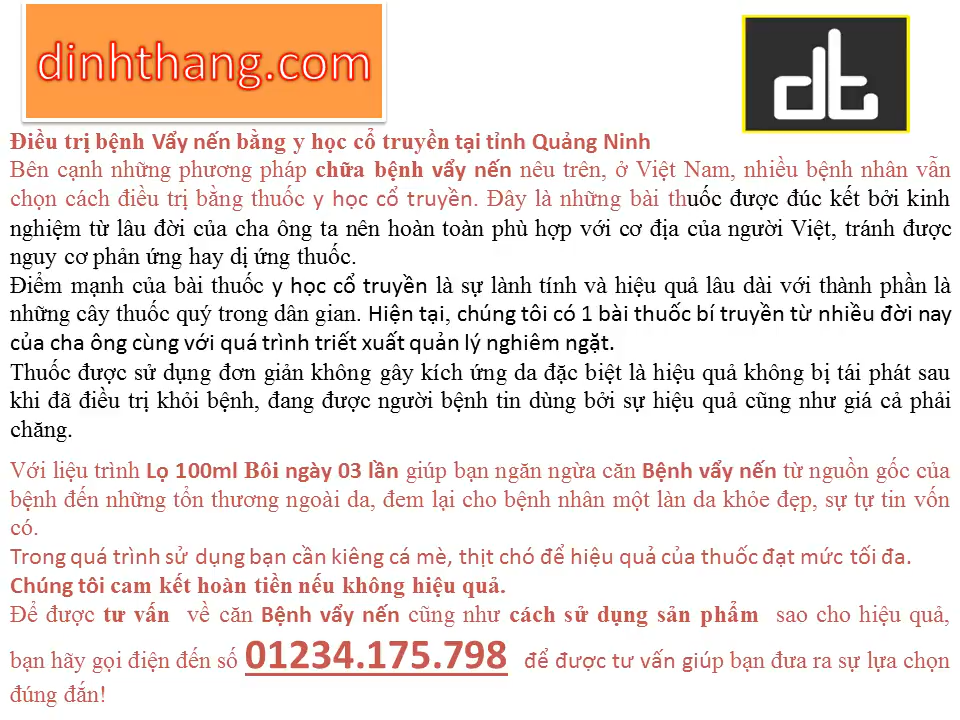 dinhthang.com
dt
Điều trị bệnh Vẩy nến bằng y học cổ truyền tại tỉnh Quảng Ninh
Bên cạnh những phương pháp chữa bệnh vẩy nến nêu trên, ở Việt Nam, nhiều bệnh nhân vẫn
chọn cách điều trị bằng thuốc y học cổ truyền. Đây là những bài thuốc được đúc kết bởi kinh
nghiệm từ lâu đời của cha ông ta nên hoàn toàn phù hợp với cơ địa của người Việt, tránh được
nguy cơ phản ứng hay dị ứng thuốc.
Điểm mạnh của bài thuốc y học cổ truyền là sự lành tính và hiệu quả lâu dài với thành phần là
những cây thuốc quý trong dân gian. Hiện tại, chúng tôi có 1 bài thuốc bí truyền từ nhiều đời nay
của cha ông cùng với quá trình triết xuất quản lý nghiêm ngặt.
Thuốc được sử dụng đơn giản không gây kích ứng da đặc biệt là hiệu quả không bị tái phát sau
khi đã điều trị khỏi bệnh, đang được người bệnh tin dùng bởi sự hiệu quả cũng như giá cả phải
chăng.
Với liệu trình Lọ 100ml Bôi ngày 03 lần giúp bạn ngăn ngừa căn Bệnh vẩy nến từ nguồn gốc của
bệnh đến những tổn thương ngoài da, đem lại cho bệnh nhân một làn da khỏe đẹp, sự tự tin vốn
có.
Trong quá trình sử dụng bạn cần kiêng cá mè, thịt chó để hiệu quả của thuốc đạt mức tối đa.
Chúng tôi cam kết hoàn tiền nếu không hiệu quả.
Để được tư vấn về căn Bệnh vẩy nến cũng như cách sử dụng sản phẩm sao cho hiệu quả,
bạn hãy gọi điện đến số 01234.175.798 để được tư vấn giúp bạn đưa ra sự lựa chọn
đúng đắn!